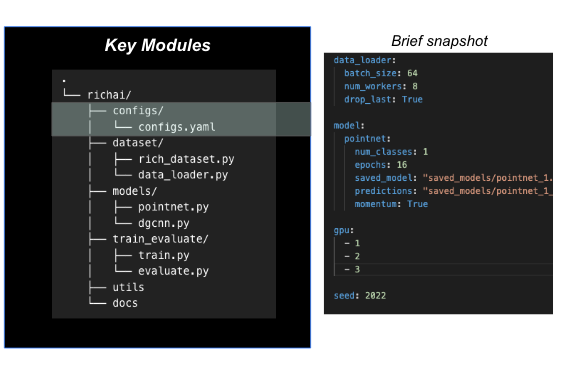 Key Modules
.
└── richai/
├── configs/
│ └── configs.yaml
├── dataset/
│ ├── rich_dataset.py
│ └── data_loader.py
├── models/
│ ├── pointnet.py
│ └── dgcnn.py
├── train_evaluate/
│ ├── train.py
│ └── evaluate.py
├── utils
└── docs
Brief snapshot
data_loader:
batch_size: 64
num_workers: 8
drop_last: True
model:
pointnet:
num_classes: 1
epochs: 16
saved_model: "saved_models/pointnet_1.
predictions: "saved_models/pointnet_1_
momentum: True
gpu:
- 1
- 2
- 3
seed: 2022